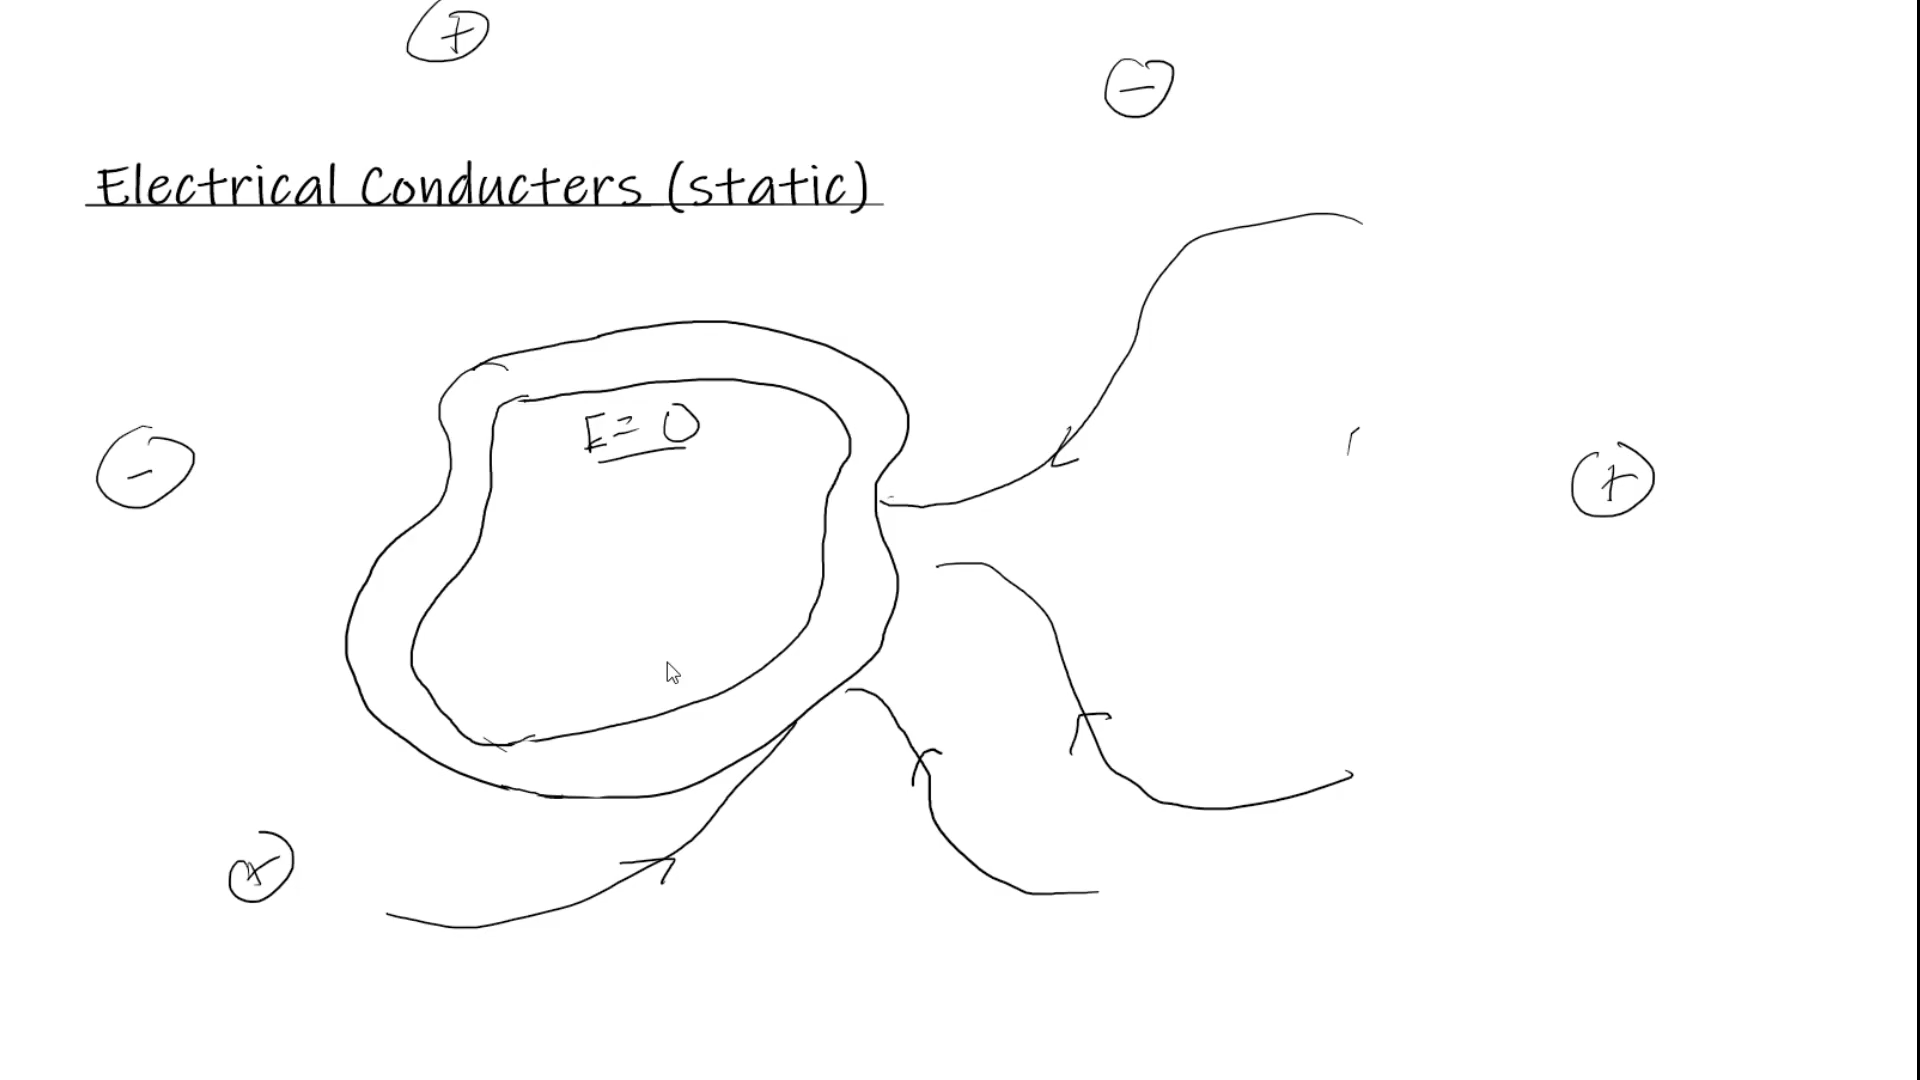 +
−
Electrical Conducters (static)
E = 0
-
+
+